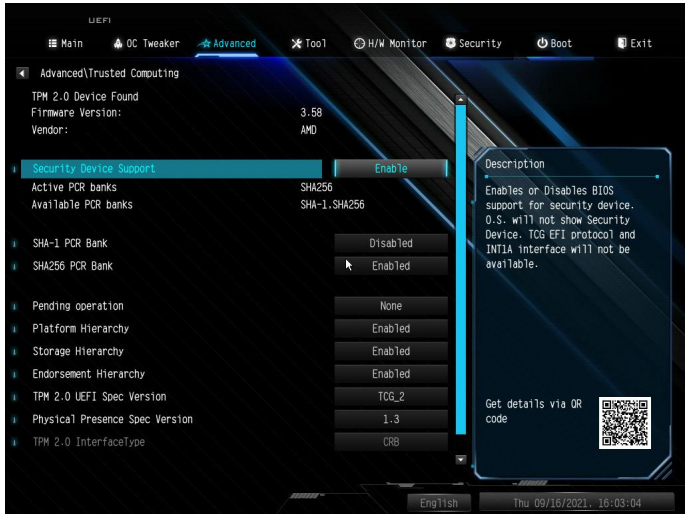 UEFI
Main OC Tweaker Advanced Tool H/W Monitor Security Boot Exit
Advanced\Trusted Computing
TPM 2.0 Device Found
Firmware Version: 3.58
Vendor: AMD
Security Device Support Enable
Active PCR banks SHA256
Available PCR banks SHA-1.SHA256
SHA-1 PCR Bank Disabled
SHA256 PCR Bank Enabled
Pending operation None
Platform Hierarchy Enabled
Storage Hierarchy Enabled
Endorsement Hierarchy Enabled
TPM 2.0 UEFI Spec Version TCG_2
Physical Presence Spec Version 1.3
TPM 2.0 InterfaceType CRB
Description
Enables or Disables BIOS
support for security device.
O.S. will not show Security
Device. TCG EFI protocol and
INT1A interface will not be
available.
Get details via QR
code
English Thu 09/16/2021. 16:03:04